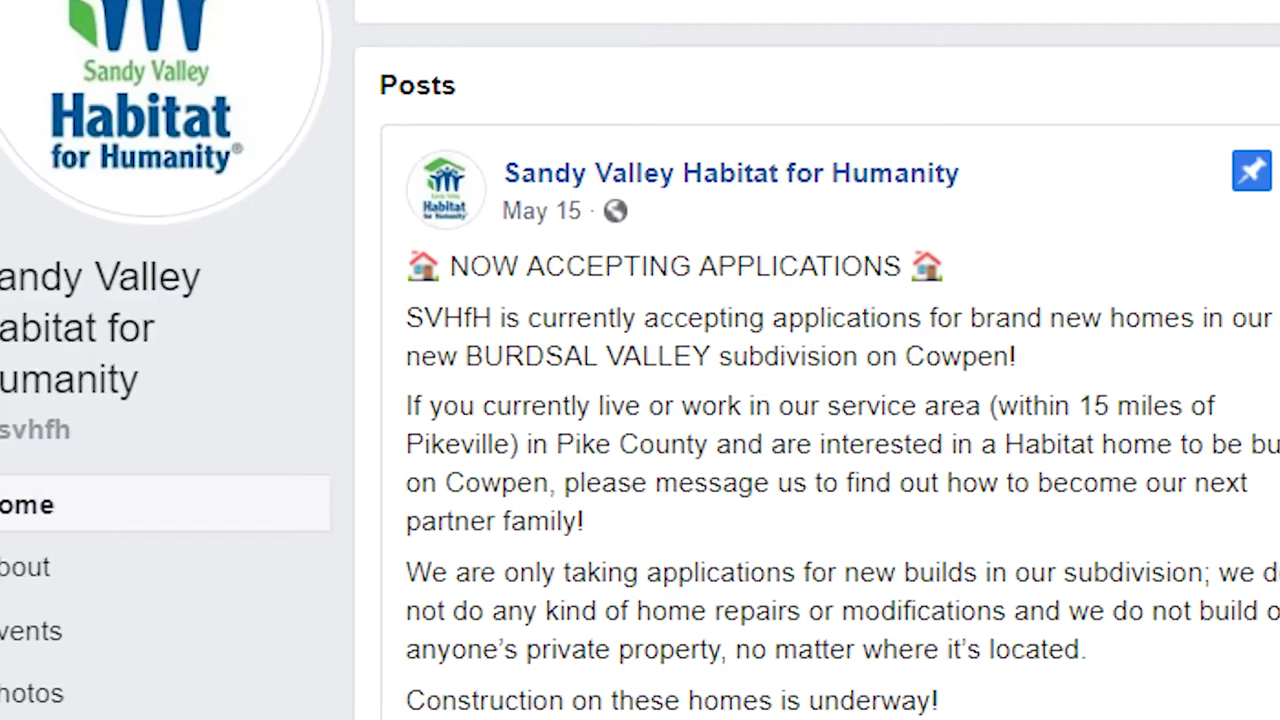 Sandy Valley
Habitat
for Humanity®
andy Valley
abitat for
umanity
svhfh
ome
bout
vents
hotos
Posts
Sandy Valley Habitat for Humanity
May 15 ·
Sandy Valley
Habitat
for Humanity
NOW ACCEPTING APPLICATIONS
SVHfH is currently accepting applications for brand new homes in our
new BURDSAL VALLEY subdivision on Cowpen!
If you currently live or work in our service area (within 15 miles of
Pikeville) in Pike County and are interested in a Habitat home to be bu
on Cowpen, please message us to find out how to become our next
partner family!
We are only taking applications for new builds in our subdivision; we d
not do any kind of home repairs or modifications and we do not build o
anyone’s private property, no matter where it’s located.
Construction on these homes is underway!